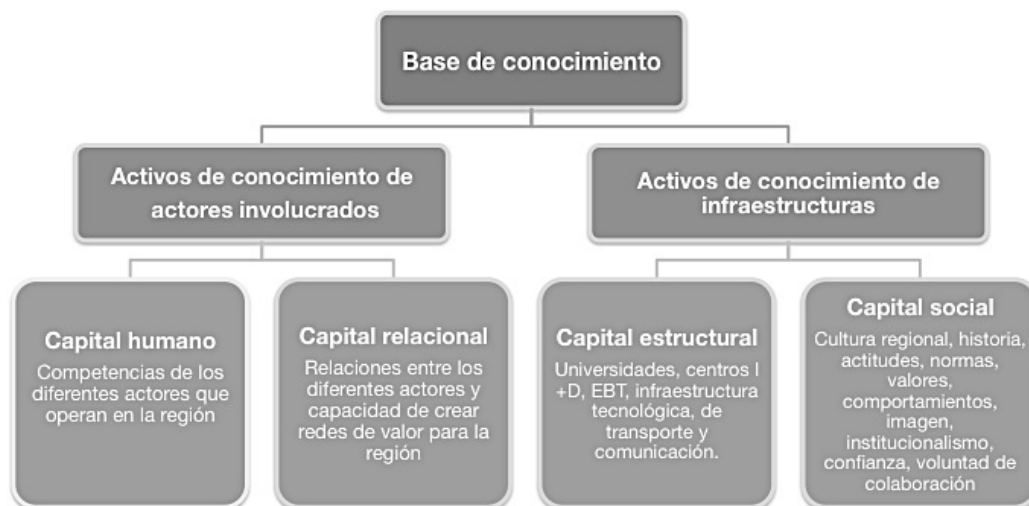 Base de conocimiento
Activos de conocimiento de
actores involucrados
Activos de conocimiento de
infraestructuras
Capital humano
Competencias de los
diferentes actores que
operan en la región
Capital relacional
Relaciones entre los
diferentes actores y
capacidad de crear
redes de valor para la
región
Capital estructural
Universidades, centros I
+D, EBT, infraestructura
tecnológica, de
transporte y
comunicación.
Capital social
Cultura regional, historia,
actitudes, normas,
valores,
comportamientos,
imagen,
institucionalismo,
confianza, voluntad de
colaboración